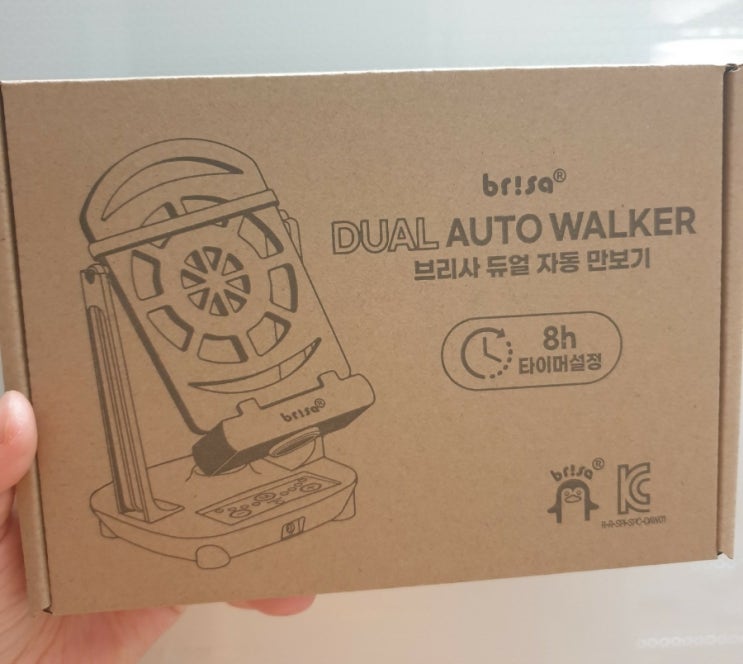 br!sa®
DUAL AUTO WALKER
브리사 듀얼 자동 만보기
8h
타이머설정
br!sa®
br!sa®
KC